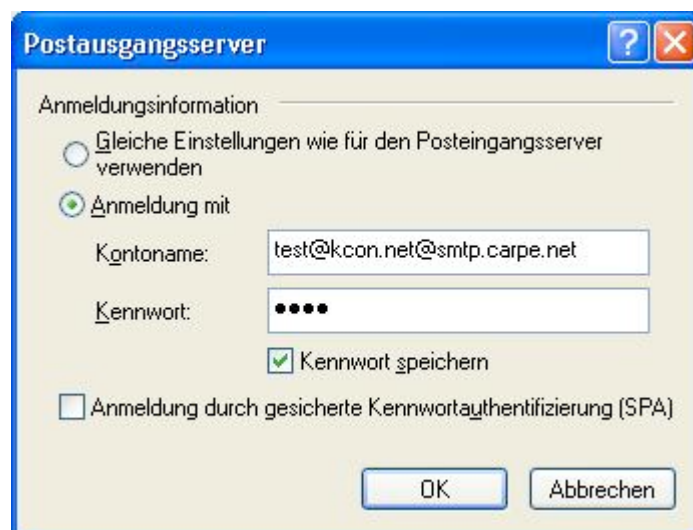 Postausgangsserver
Anmeldungsinformation
Gleiche Einstellungen wie für den Posteingangsserver
verwenden
Anmeldung mit
Kontoname: test@kcon.net@smtp.carpe.net
Kennwort: ●●●●
Kennwort speichern
Anmeldung durch gesicherte Kennwortauthentifizierung (SPA)
OK Abbrechen